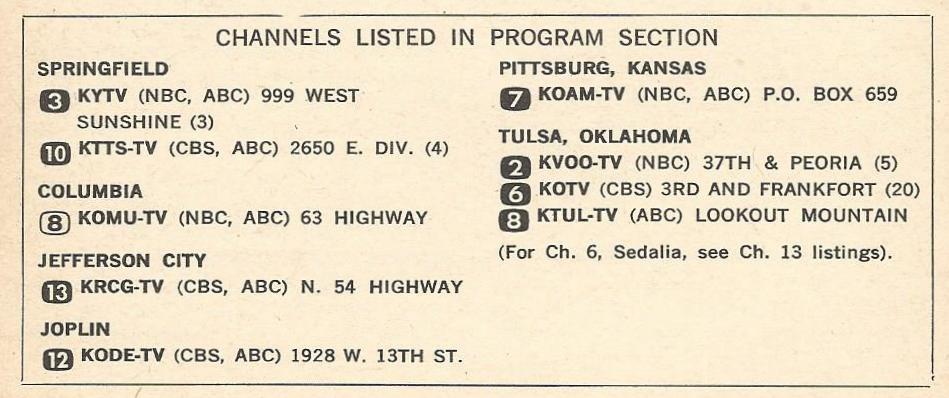 CHANNELS LISTED IN PROGRAM SECTION
SPRINGFIELD
3 KYTV (NBC, ABC) 999 WEST
SUNSHINE (3)
10 KTTS-TV (CBS, ABC) 2650 E. DIV. (4)
COLUMBIA
8 KOMU-TV (NBC, ABC) 63 HIGHWAY
JEFFERSON CITY
13 KRCG-TV (CBS, ABC) N. 54 HIGHWAY
JOPLIN
12 KODE-TV (CBS, ABC) 1928 W. 13TH ST.
PITTSBURG, KANSAS
7 KOAM-TV (NBC, ABC) P.O. BOX 659
TULSA, OKLAHOMA
2 KVOO-TV (NBC) 37TH & PEORIA (5)
6 KOTV (CBS) 3RD AND FRANKFORT (20)
8 KTUL-TV (ABC) LOOKOUT MOUNTAIN
(For Ch. 6, Sedalia, see Ch. 13 listings).